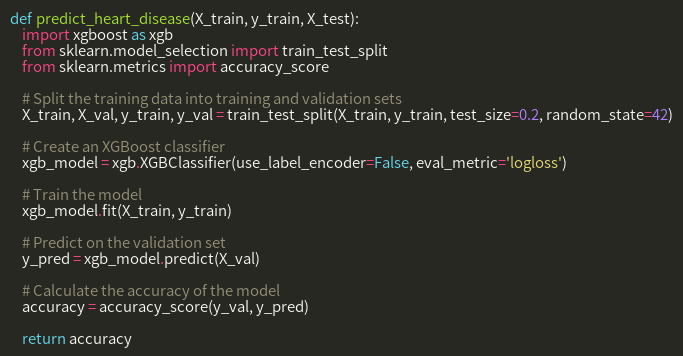 def predict_heart_disease(X_train, y_train, X_test):
import xgboost as xgb
from sklearn.model_selection import train_test_split
from sklearn.metrics import accuracy_score
# Split the training data into training and validation sets
X_train, X_val, y_train, y_val = train_test_split(X_train, y_train, test_size=0.2, random_state=42)
# Create an XGBoost classifier
xgb_model = xgb.XGBClassifier(use_label_encoder=False, eval_metric='logloss')
# Train the model
xgb_model.fit(X_train, y_train)
# Predict on the validation set
y_pred = xgb_model.predict(X_val)
# Calculate the accuracy of the model
accuracy = accuracy_score(y_val, y_pred)
return accuracy